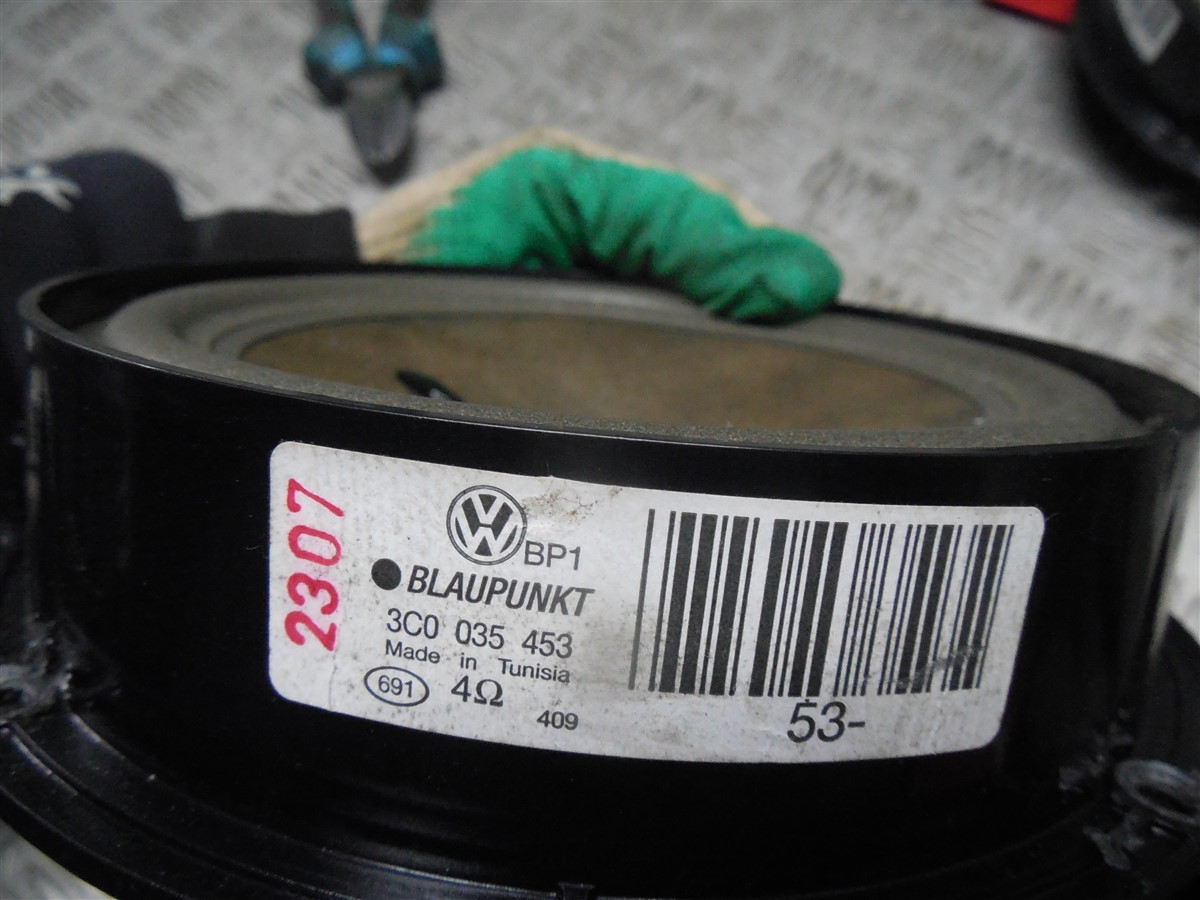 2307
BP1
BLAUPUNKT
3C0 035 453
Made in Tunisia
691 4Ω
409
53-